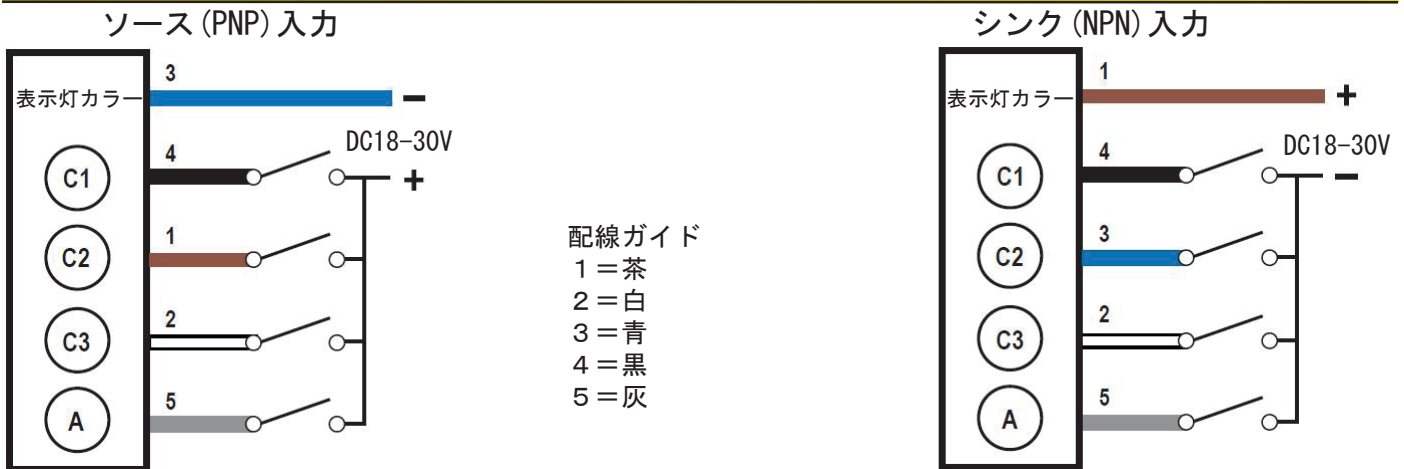 ソース(PNP)入力
3
表示灯カラー
−
DC18-30V
4
C1
+
1
C2
2
C3
5
A
配線ガイド
1＝茶
2＝白
3＝青
4＝黒
5＝灰
シンク(NPN)入力
1
表示灯カラー
+
DC18-30V
4
C1
−
3
C2
2
C3
5
A